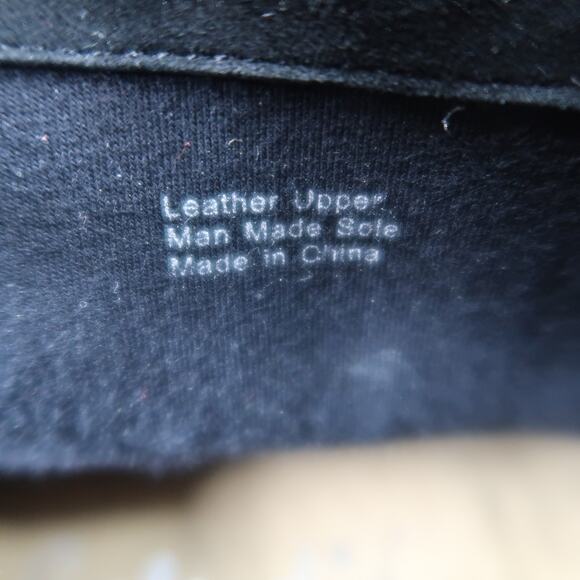 Leather Upper
Man Made Sole
Made in China